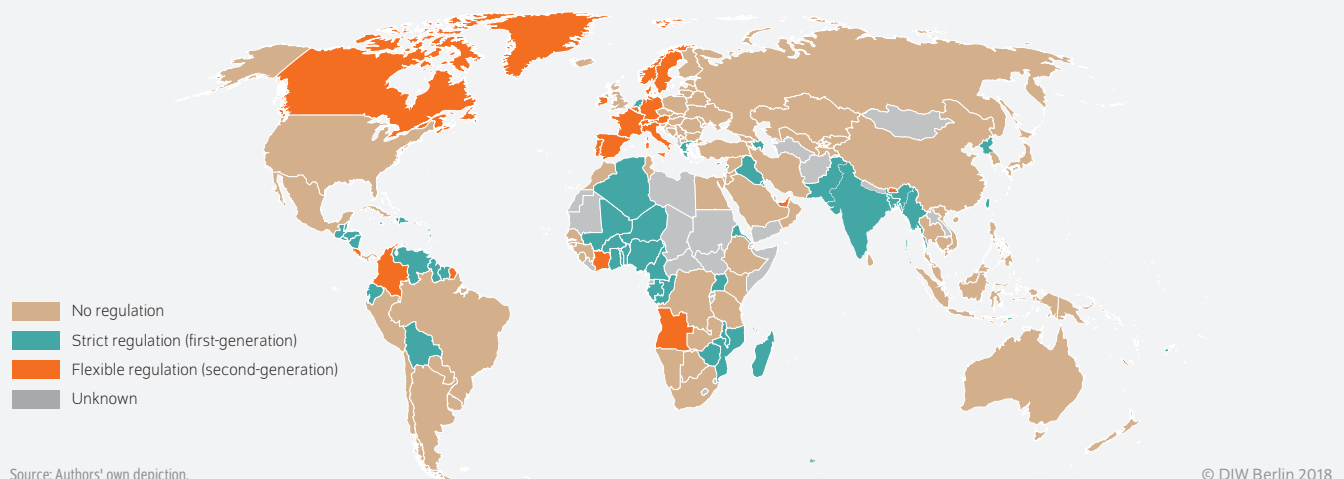 No regulation
Strict regulation (first-generation)
Flexible regulation (second-generation)
Unknown
Source: Authors' own depiction.
© DIW Berlin 2018